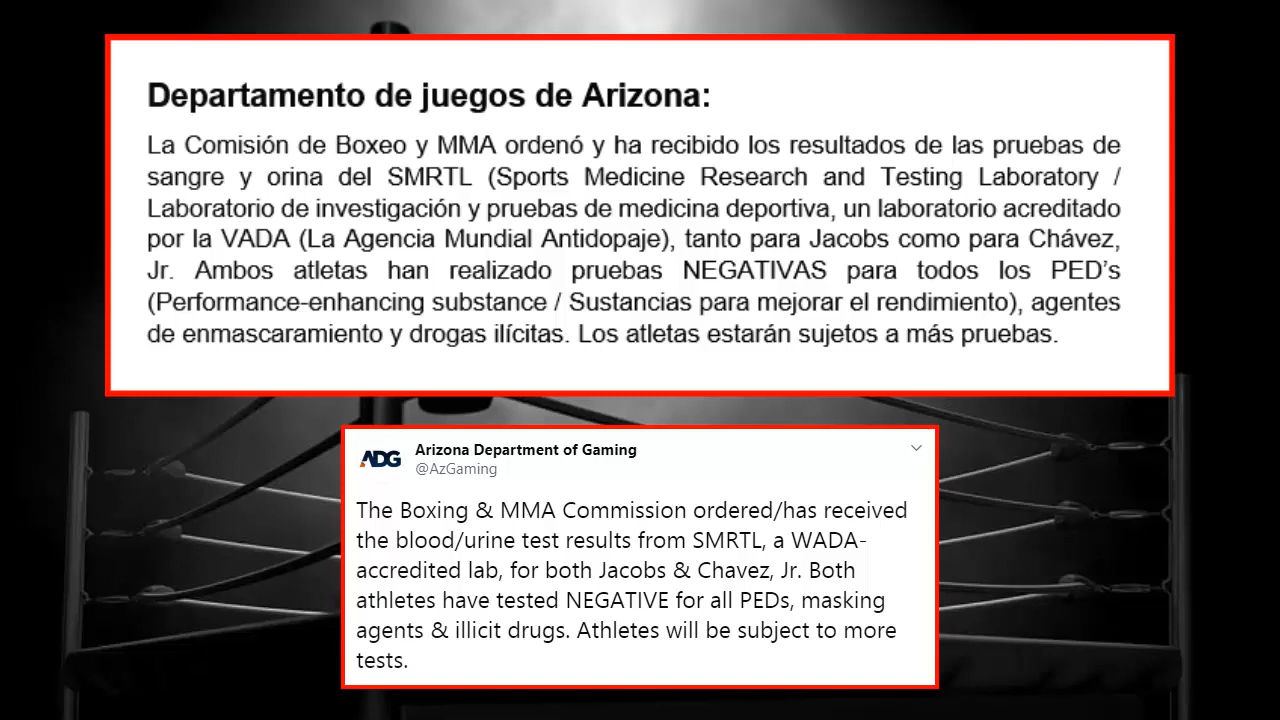 Departamento de juegos de Arizona:
La Comisión de Boxeo y MMA ordenó y ha recibido los resultados de las pruebas de
sangre y orina del SMRTL (Sports Medicine Research and Testing Laboratory /
Laboratorio de investigación y pruebas de medicina deportiva, un laboratorio acreditado
por la VADA (La Agencia Mundial Antidopaje), tanto para Jacobs como para Chávez,
Jr. Ambos atletas han realizado pruebas NEGATIVAS para todos los PED’s
(Performance-enhancing substance / Sustancias para mejorar el rendimiento), agentes
de enmascaramiento y drogas ilícitas. Los atletas estarán sujetos a más pruebas.
ADG
Arizona Department of Gaming
@AzGaming
The Boxing & MMA Commission ordered/has received
the blood/urine test results from SMRTL, a WADA-
accredited lab, for both Jacobs & Chavez, Jr. Both
athletes have tested NEGATIVE for all PEDs, masking
agents & illicit drugs. Athletes will be subject to more
tests.